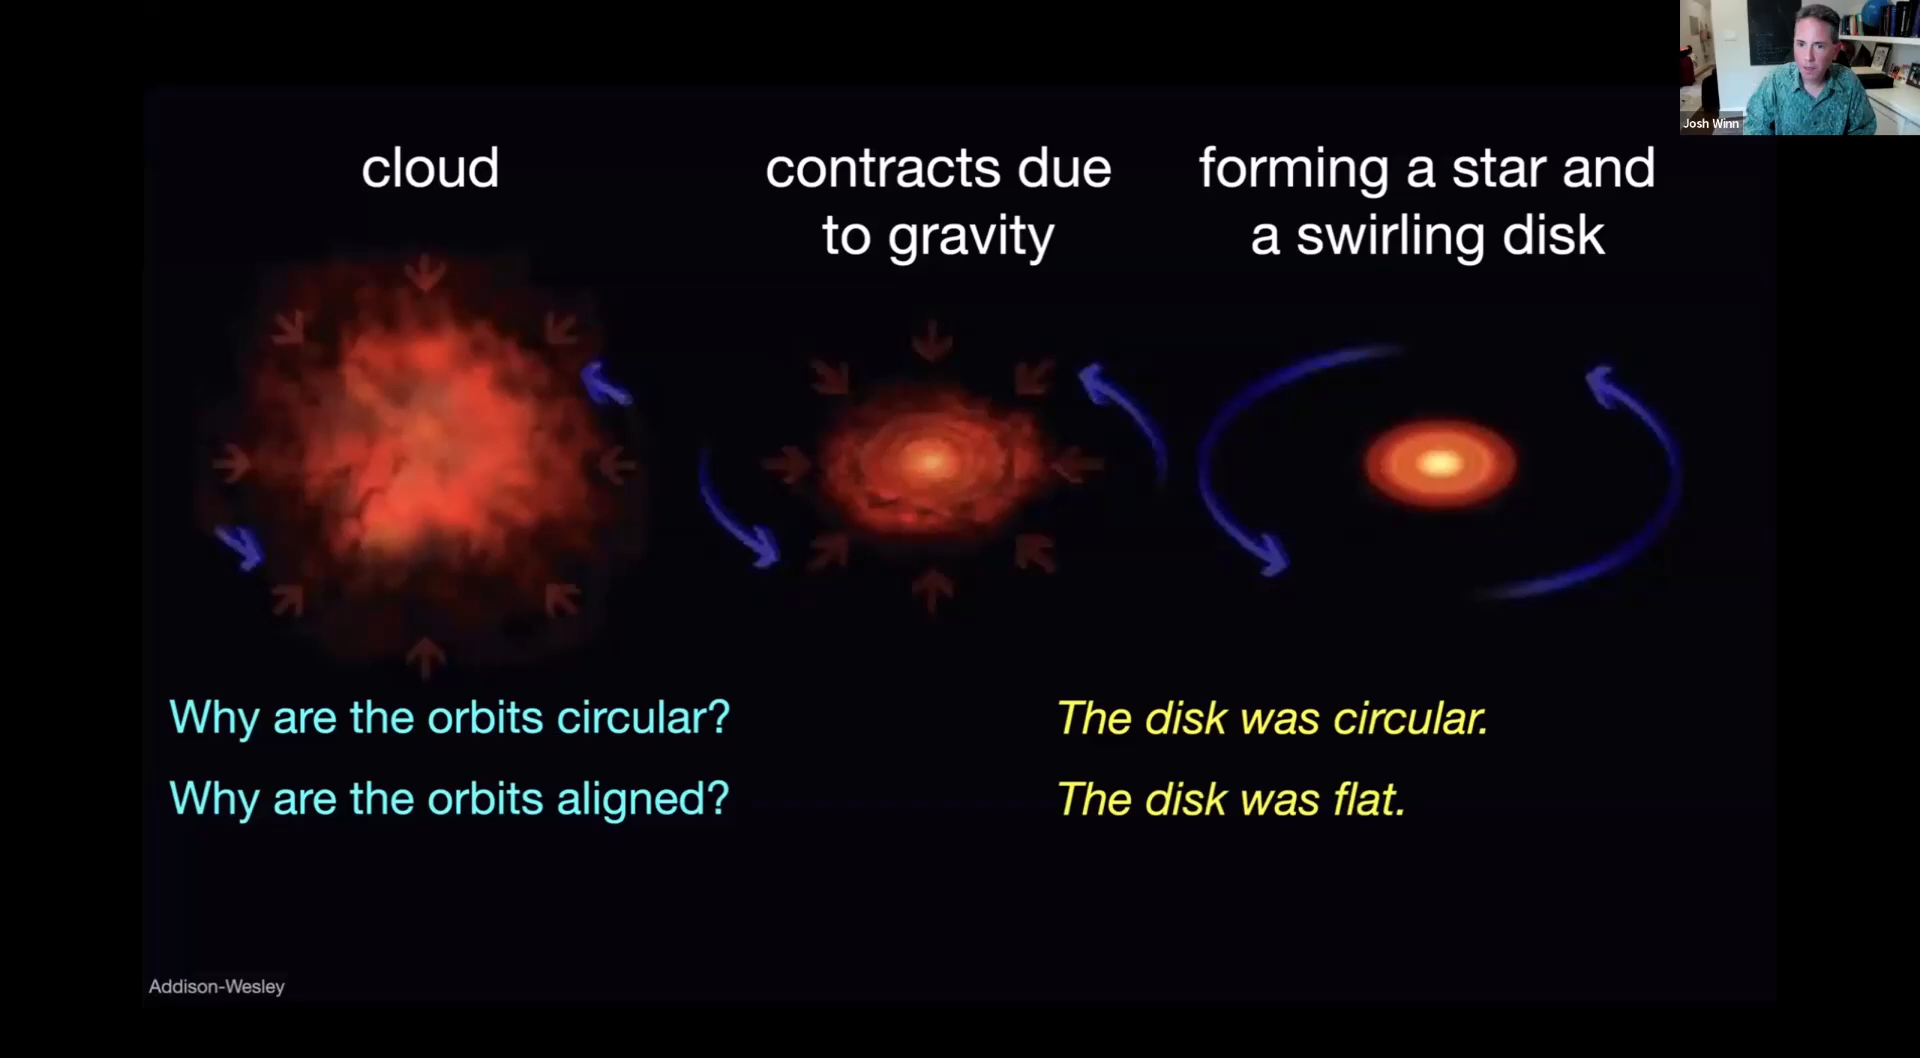 Josh Winn
cloud
contracts due
to gravity
forming a star and
a swirling disk
Why are the orbits circular?
The disk was circular.
Why are the orbits aligned?
The disk was flat.
Addison-Wesley